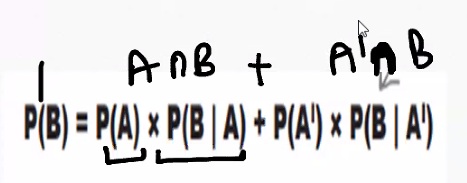 A∩B + A'∩B
P(B) = P(A) × P(B | A) + P(A') × P(B | A')